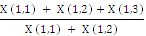 X (1,1) + X (1,2) + X (1,3)
X (1,1) + X (1,2)